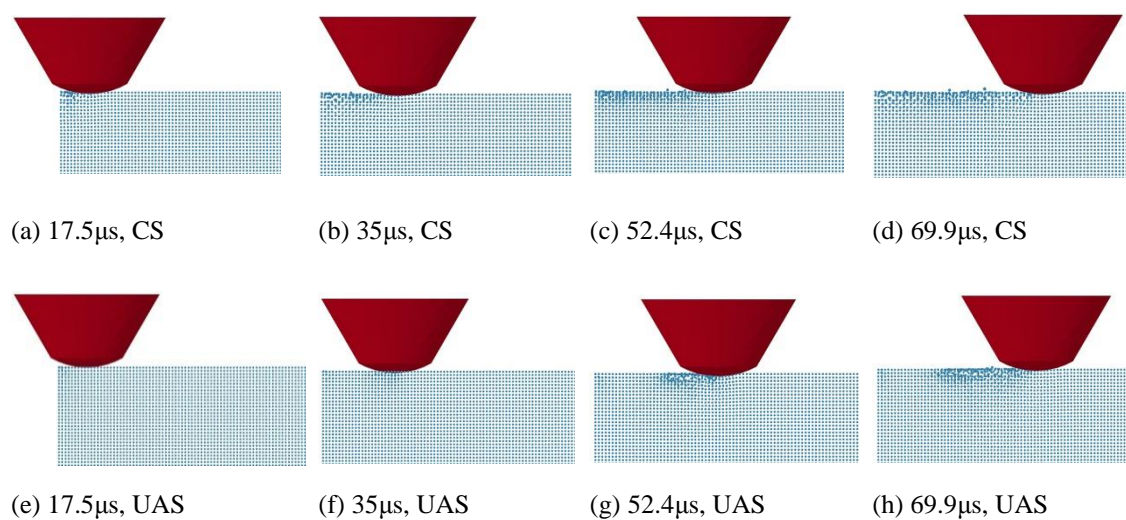 (a) 17.5μs, CS
(b) 35μs, CS
(c) 52.4μs, CS
(d) 69.9μs, CS
(e) 17.5μs, UAS
(f) 35μs, UAS
(g) 52.4μs, UAS
(h) 69.9μs, UAS